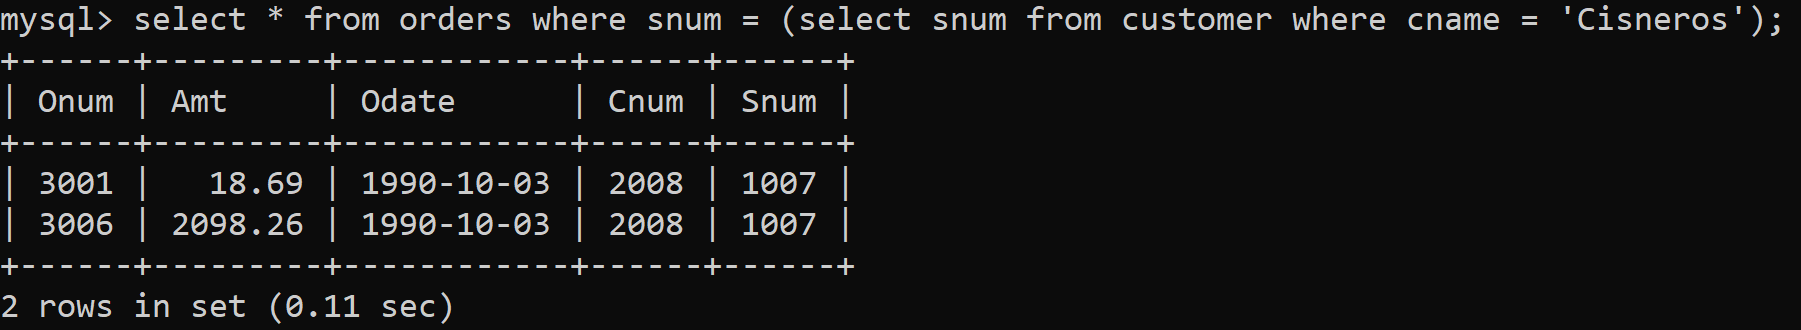 mysql> select * from orders where snum = (select snum from customer where cname = 'Cisneros');
+------+---------+------------+------+------+
| Onum | Amt     | Odate      | Cnum | Snum |
+------+---------+------------+------+------+
| 3001 |   18.69 | 1990-10-03 | 2008 | 1007 |
| 3006 | 2098.26 | 1990-10-03 | 2008 | 1007 |
+------+---------+------------+------+------+
2 rows in set (0.11 sec)